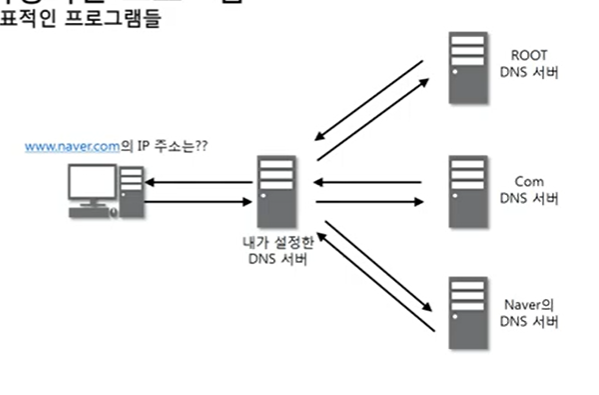 표적인 프로그램들
ROOT
DNS 서버
www.naver.com의 IP 주소는??
Com
DNS 서버
내가 설정한
DNS 서버
Naver의
DNS 서버